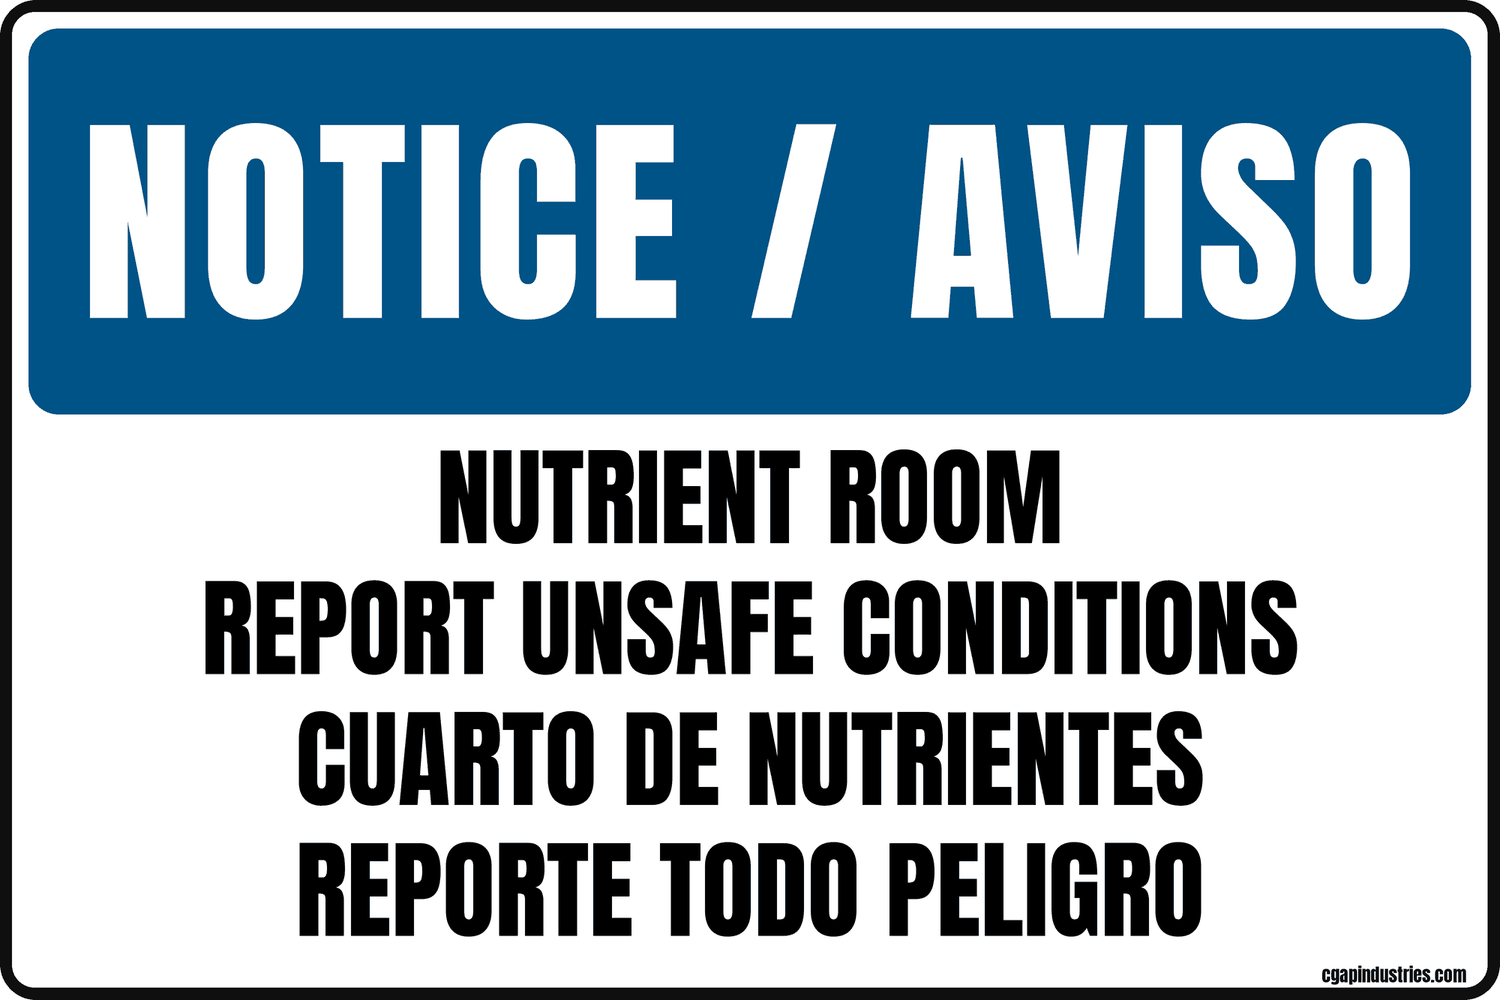 NOTICE / AVISO
NUTRIENT ROOM
REPORT UNSAFE CONDITIONS
CUARTO DE NUTRIENTES
REPORTE TODO PELIGRO
cgapindustries.com